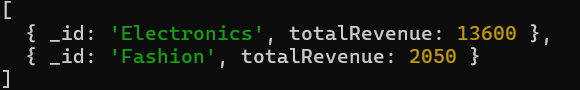 [
  { _id: 'Electronics', totalRevenue: 13600 },
  { _id: 'Fashion', totalRevenue: 2050 }
]